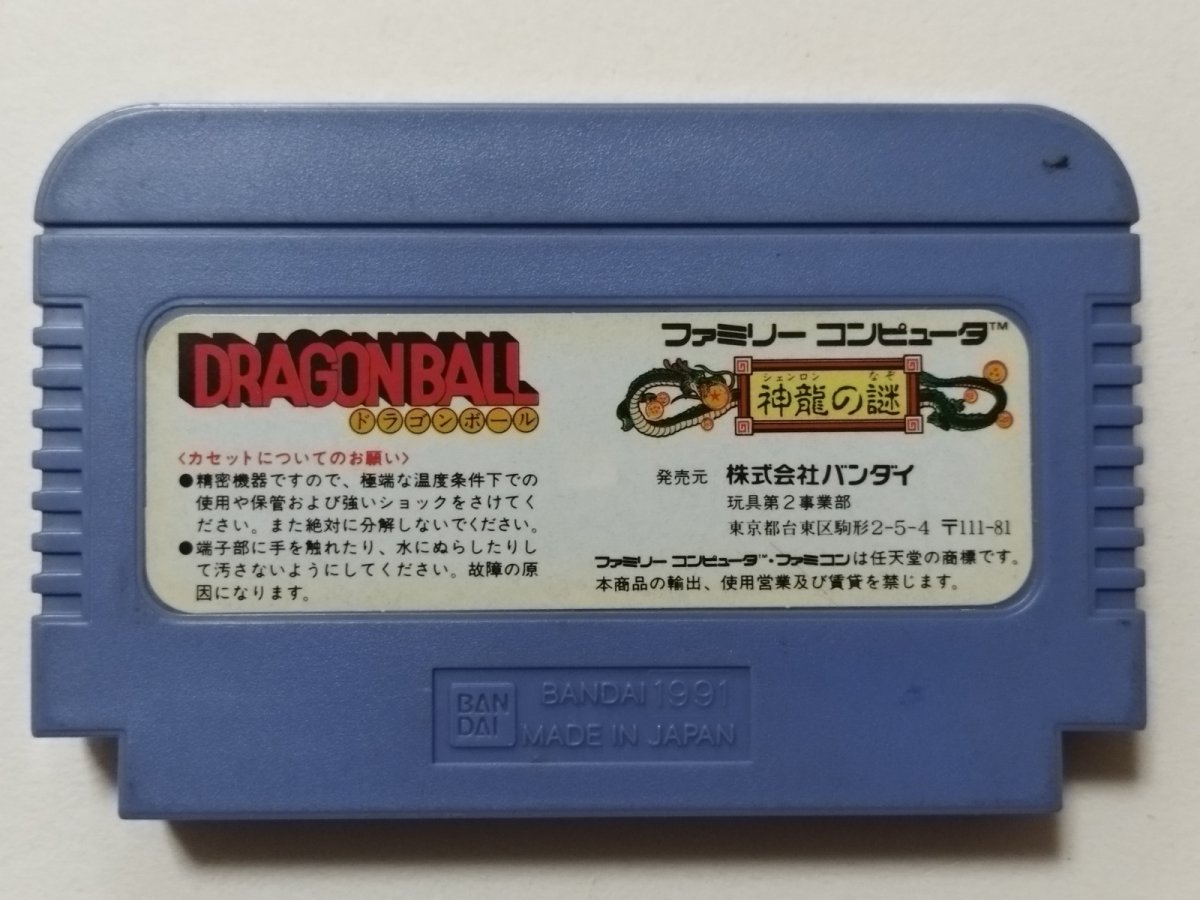 DRAGONBALL
ドラゴンボール
〈カセットについてのお願い〉
●精密機器ですので、極端な温度条件下での
使用や保管および強いショックをさけてく
ださい。また絶対に分解しないでください。
●端子部に手を触れたり、水にぬらしたりし
て汚さないようにしてください。故障の原
因になります。
ファミリー コンピュータ™
シェンロン なぞ
神龍の謎
発売元 株式会社バンダイ
玩具第2事業部
東京都台東区駒形2-5-4 〒111-81
ファミリー コンピュータ™・ファミコンは任天堂の商標です。
本商品の輸出、使用営業及び賃貸を禁じます。
BAN
DAI
BANDAI 1991
MADE IN JAPAN